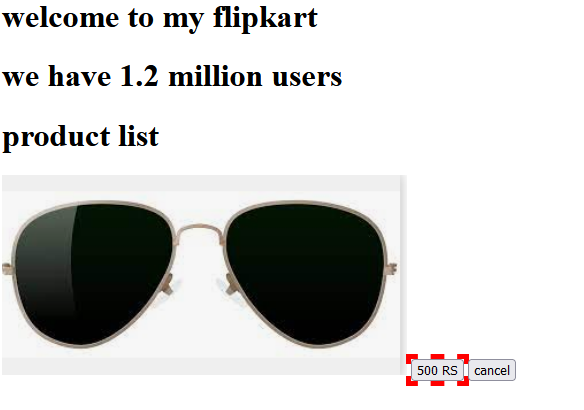 welcome to my flipkart
we have 1.2 million users
product list
500 RS cancel